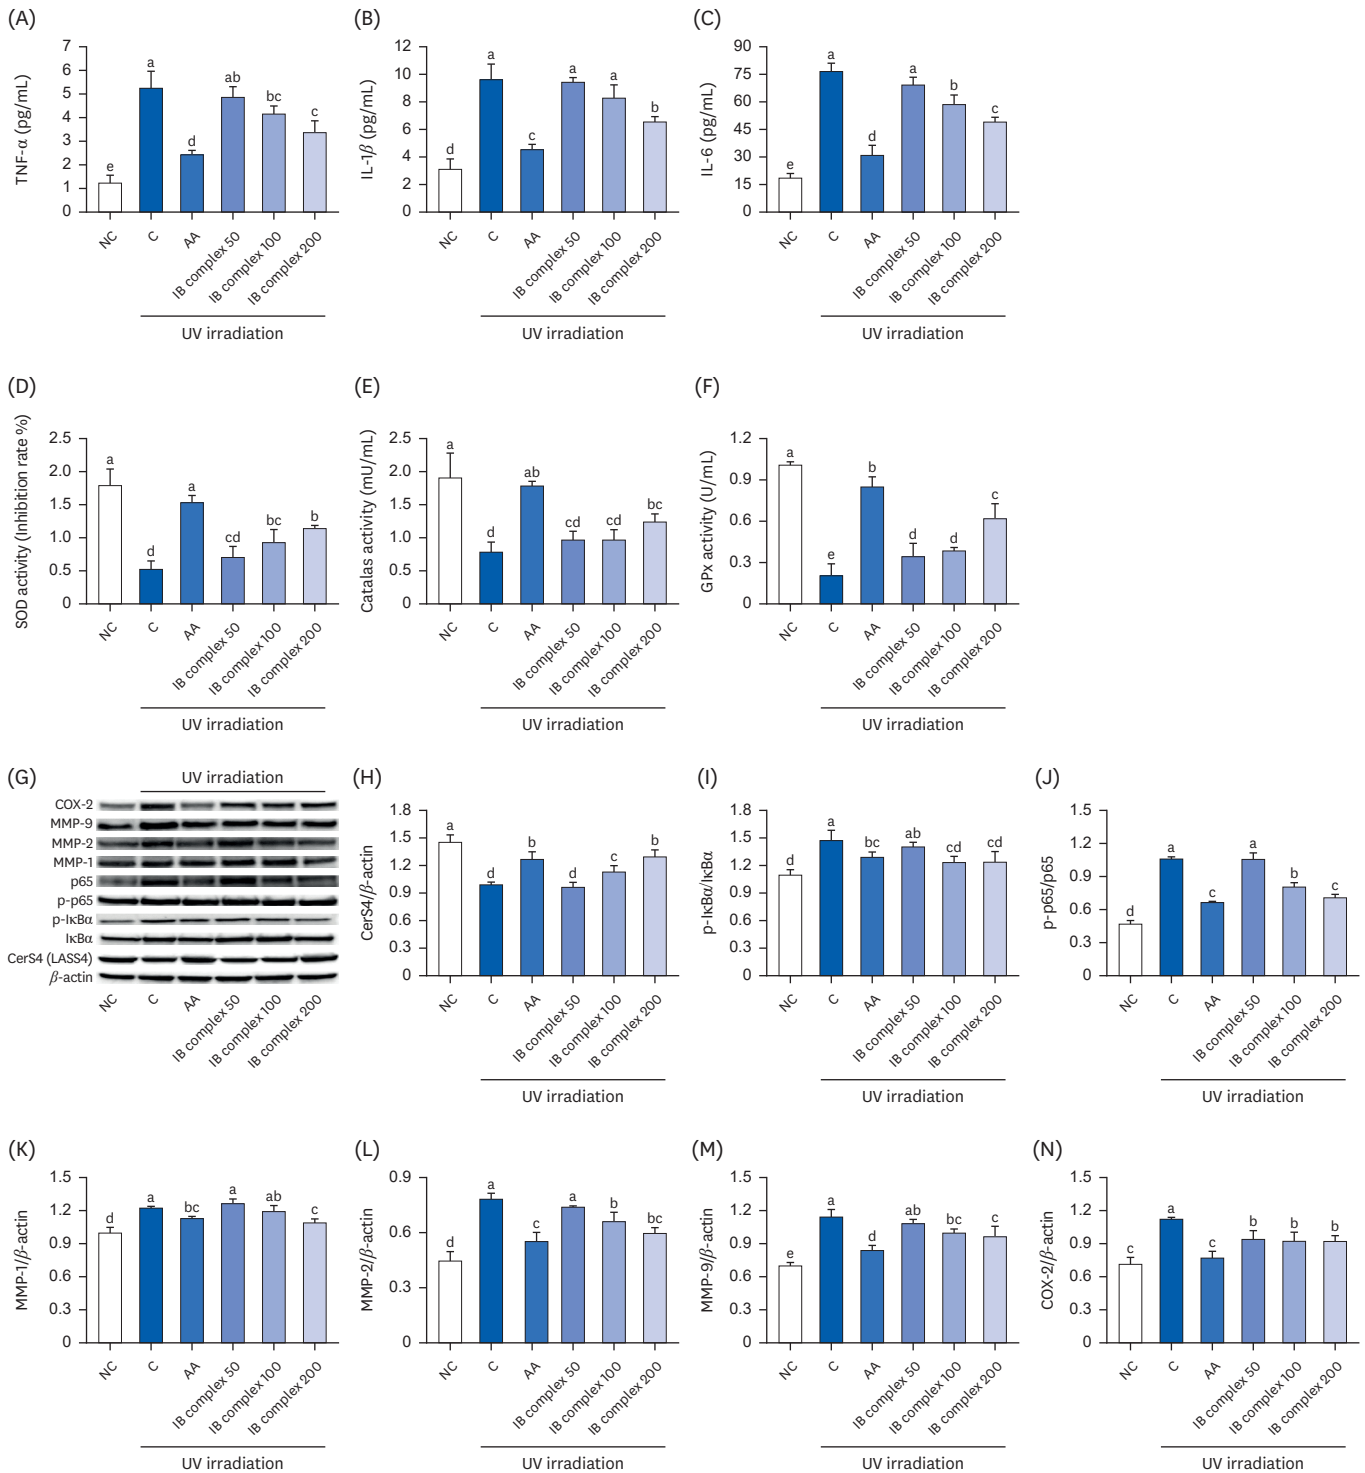 (A)
TNF-α (pg/mL)
7
6
5
4
3
2
1
0
e
a
d
ab
bc
c
NC
C
AA
IB complex 50
IB complex 100
IB complex 200
UV irradiation
(B)
IL-1β (pg/mL)
12
10
8
6
4
2
0
d
a
c
a
a
b
NC
C
AA
IB complex 50
IB complex 100
IB complex 200
UV irradiation
(C)
IL-6 (pg/mL)
90
75
60
45
30
15
0
e
a
d
a
b
c
NC
C
AA
IB complex 50
IB complex 100
IB complex 200
UV irradiation
(D)
SOD activity (Inhibition rate %)
2.5
2.0
1.5
1.0
0.5
0
a
d
a
cd
bc
b
NC
C
AA
IB complex 50
IB complex 100
IB complex 200
UV irradiation
(E)
Catalas activity (mU/mL)
2.5
2.0
1.5
1.0
0.5
0
a
d
ab
cd
cd
bc
NC
C
AA
IB complex 50
IB complex 100
IB complex 200
UV irradiation
(F)
GPx activity (U/mL)
1.2
0.9
0.6
0.3
0
a
e
b
d
d
c
NC
C
AA
IB complex 50
IB complex 100
IB complex 200
UV irradiation
(G)
UV irradiation
COX-2
MMP-9
MMP-2
MMP-1
p65
p-p65
p-IκBα
IκBα
CerS4 (LASS4)
β-actin
NC
C
AA
IB complex 50
IB complex 100
IB complex 200
(H)
CerS4/β-actin
1.8
1.5
1.2
0.9
0.6
0.3
0
a
d
b
d
c
b
NC
C
AA
IB complex 50
IB complex 100
IB complex 200
UV irradiation
(I)
p-IκBα/IκBα
1.8
1.5
1.2
0.9
0.6
0.3
0
d
a
bc
ab
cd
cd
NC
C
AA
IB complex 50
IB complex 100
IB complex 200
UV irradiation
(J)
p-p65/p65
1.5
1.2
0.9
0.6
0.3
0
d
a
c
a
b
c
NC
C
AA
IB complex 50
IB complex 100
IB complex 200
UV irradiation
(K)
MMP-1/β-actin
1.5
1.2
0.9
0.6
0.3
0
d
a
bc
a
ab
c
NC
C
AA
IB complex 50
IB complex 100
IB complex 200
UV irradiation
(L)
MMP-2/β-actin
0.9
0.6
0.3
0
d
a
c
a
b
bc
NC
C
AA
IB complex 50
IB complex 100
IB complex 200
UV irradiation
(M)
MMP-9/β-actin
1.5
1.2
0.9
0.6
0.3
0
e
a
d
ab
bc
c
NC
C
AA
IB complex 50
IB complex 100
IB complex 200
UV irradiation
(N)
COX-2/β-actin
1.5
1.2
0.9
0.6
0.3
0
c
a
c
b
b
b
NC
C
AA
IB complex 50
IB complex 100
IB complex 200
UV irradiation